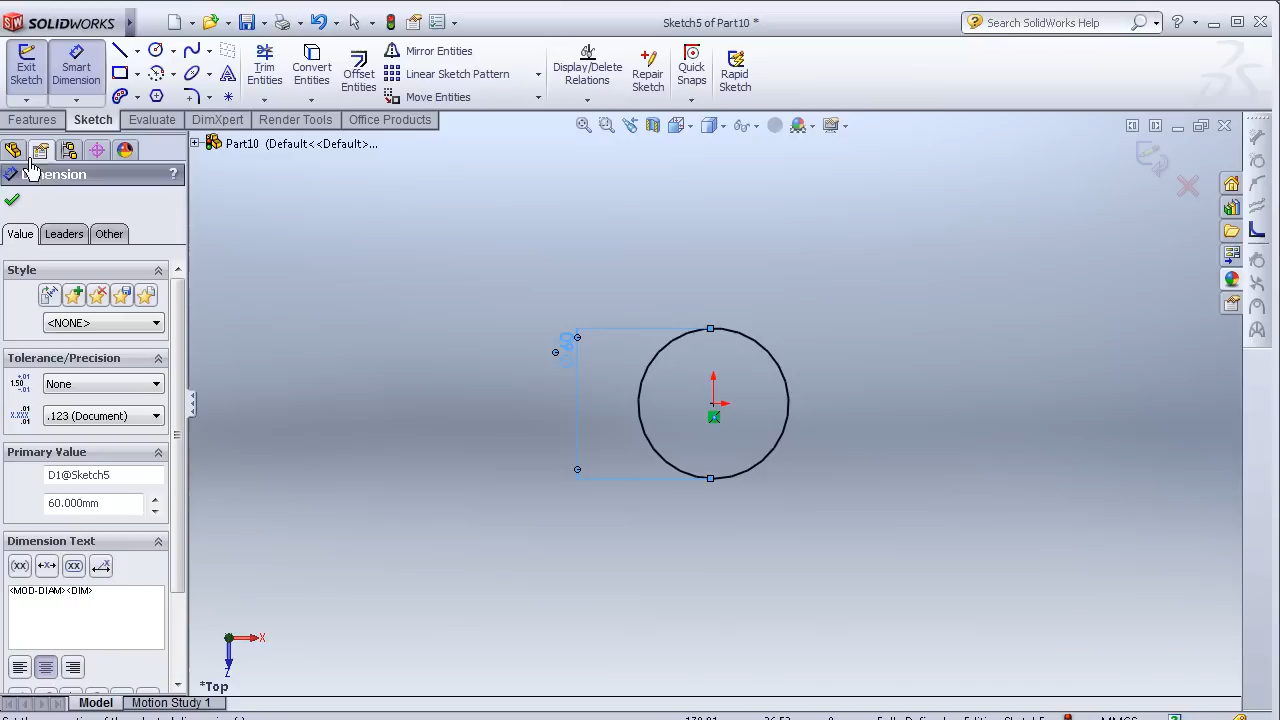 SOLIDWORKS
Sketch5 of Part10 *
Search SolidWorks Help
Exit Sketch
Smart Dimension
Trim Entities
Convert Entities
Offset Entities
Mirror Entities
Linear Sketch Pattern
Move Entities
Display/Delete Relations
Repair Sketch
Quick Snaps
Rapid Sketch
Features
Sketch
Evaluate
DimXpert
Render Tools
Office Products
Part10 (Default<<Default>...
Dimension
?
Value
Leaders
Other
Style
<NONE>
Tolerance/Precision
None
.123 (Document)
Primary Value
D1@Sketch5
60.000mm
Dimension Text
<MOD-DIAM><DIM>
X
Z
*Top
Model
Motion Study 1